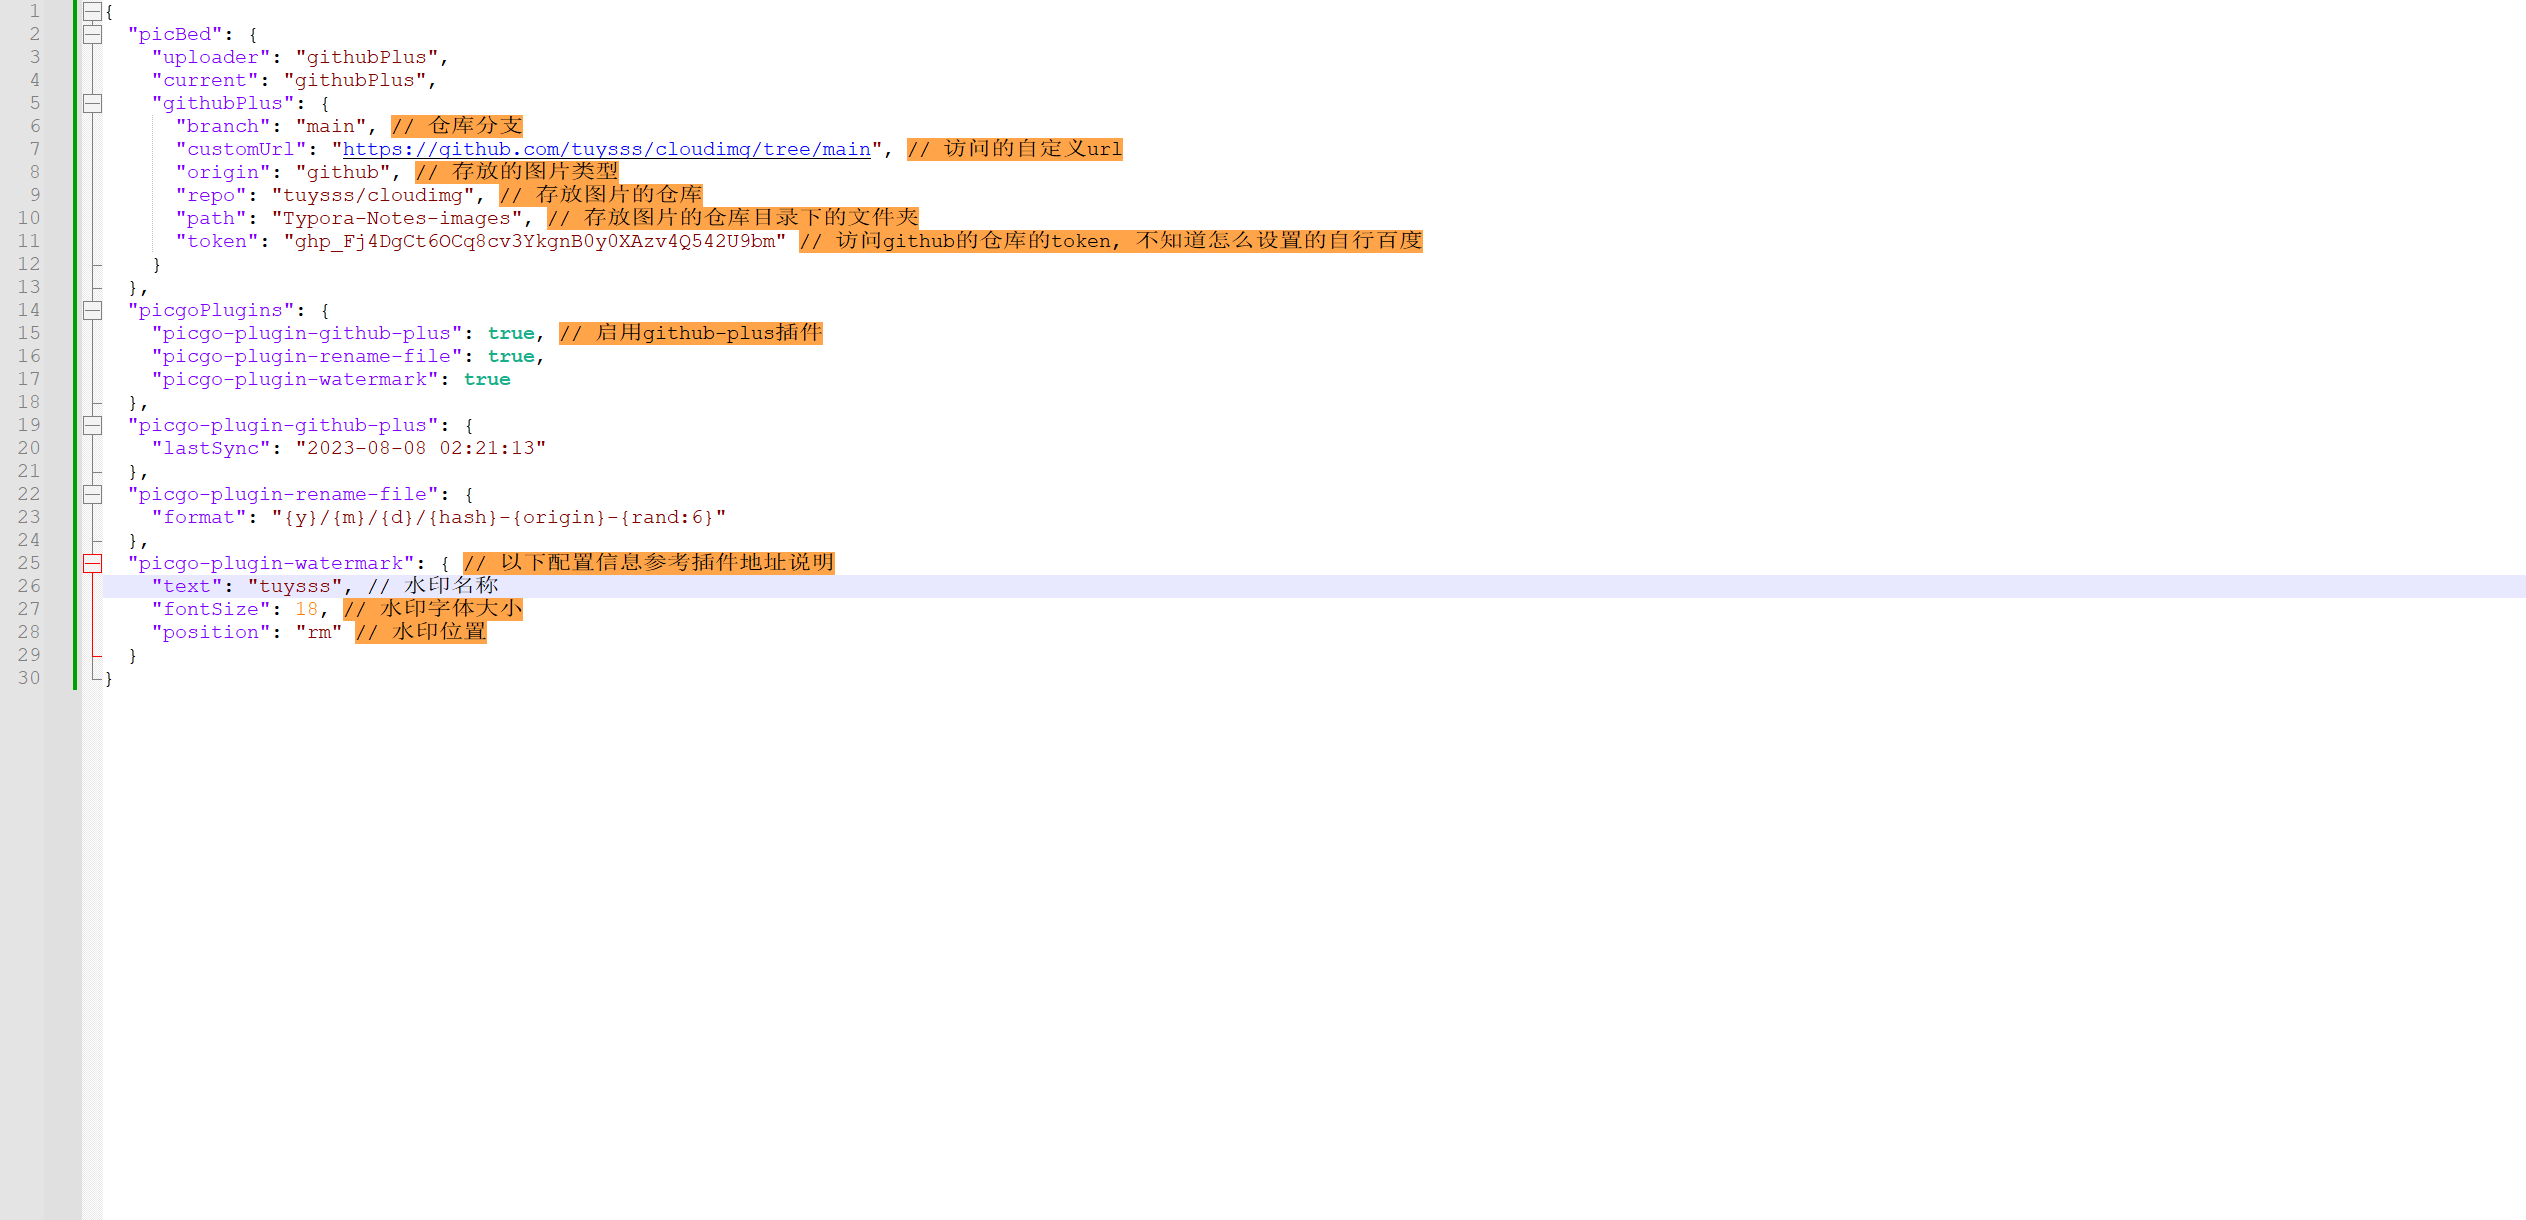 1 {
2 "picBed": {
3 "uploader": "githubPlus",
4 "current": "githubPlus",
5 "githubPlus": {
6 "branch": "main", // 仓库分支
7 "customUrl": "https://github.com/tuysss/cloudimg/tree/main", // 访问的自定义url
8 "origin": "github", // 存放的图片类型
9 "repo": "tuysss/cloudimg", // 存放图片的仓库
10 "path": "Typora-Notes-images", // 存放图片的仓库目录下的文件夹
11 "token": "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" // 访问github的仓库的token, 不知道怎么设置的自行百度
12 }
13 },
14 "picgoPlugins": {
15 "picgo-plugin-github-plus": true, // 启用github-plus插件
16 "picgo-plugin-rename-file": true,
17 "picgo-plugin-watermark": true
18 },
19 "picgo-plugin-github-plus": {
20 "lastSync": "2023-08-08 02:21:13"
21 },
22 "picgo-plugin-rename-file": {
23 "format": "{y}/{m}/{d}/{hash}-{origin}-{rand:6}"
24 },
25 "picgo-plugin-watermark": { // 以下配置信息参考插件地址说明
26 "text": "tuysss", // 水印名称
27 "fontSize": 18, // 水印字体大小
28 "position": "rm" // 水印位置
29 }
30 }